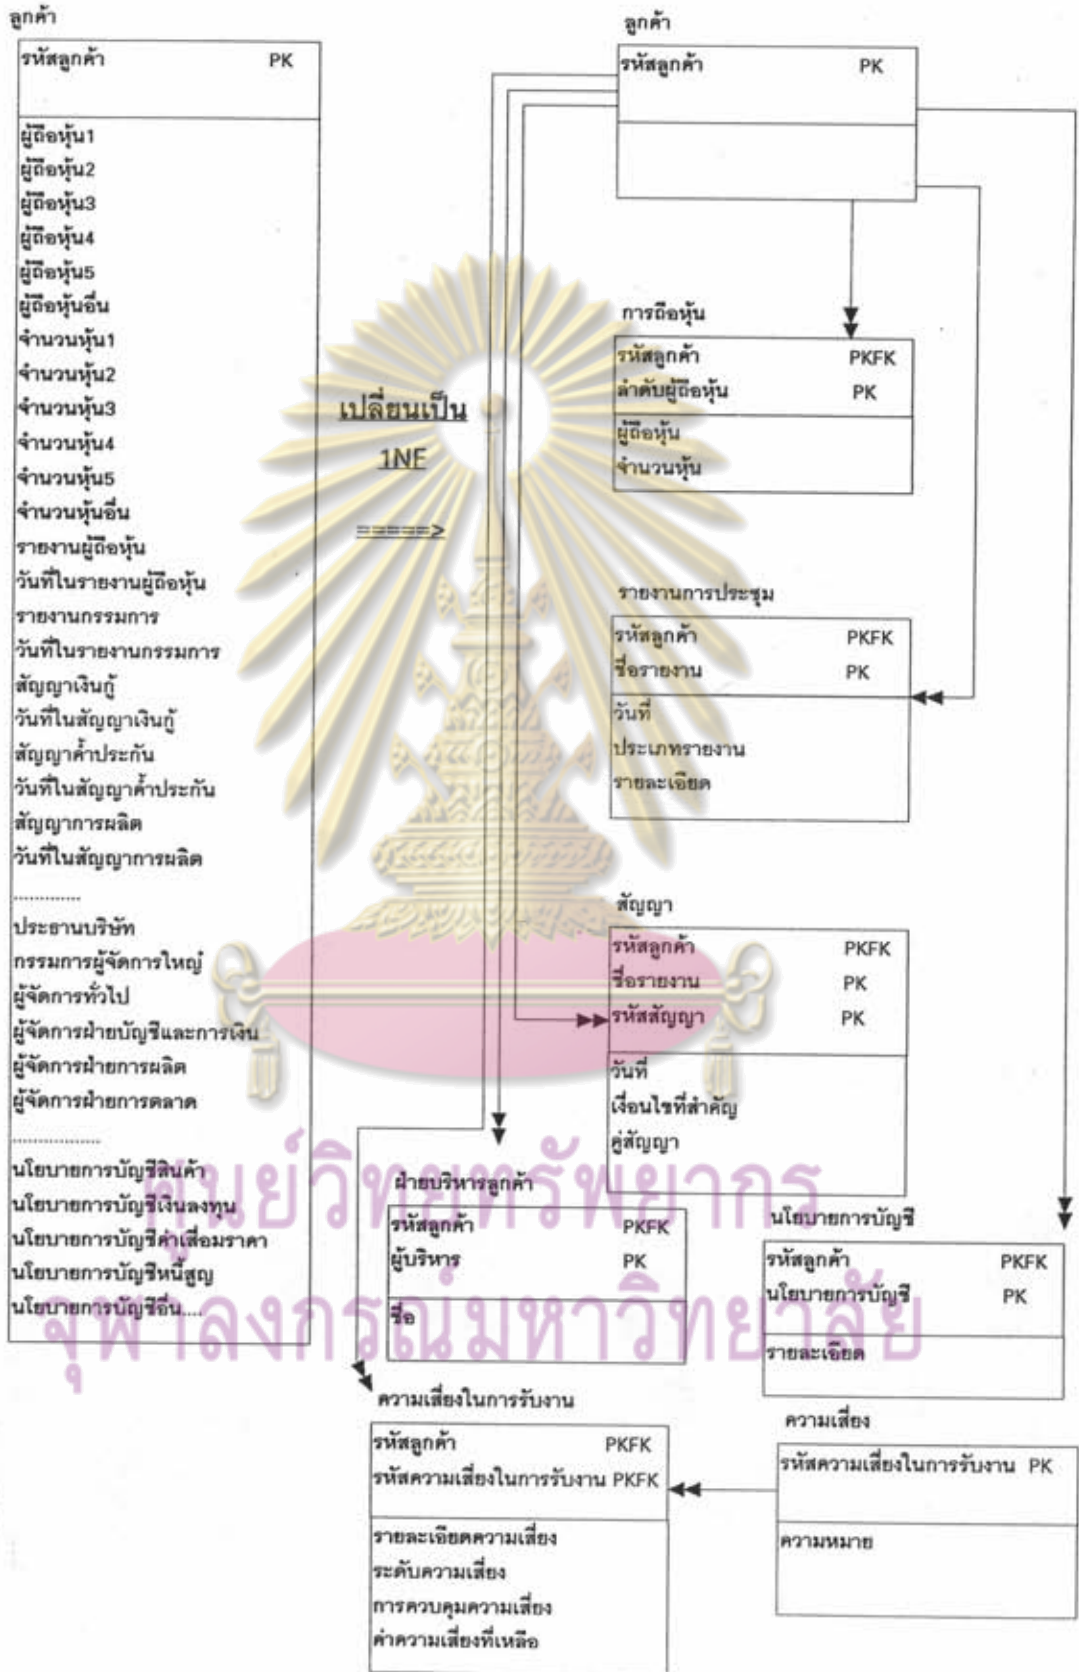 ลูกค้า
รหัสลูกค้า PK
ผู้ถือหุ้น1
ผู้ถือหุ้น2
ผู้ถือหุ้น3
ผู้ถือหุ้น4
ผู้ถือหุ้น5
ผู้ถือหุ้นอื่น
จำนวนหุ้น1
จำนวนหุ้น2
จำนวนหุ้น3
จำนวนหุ้น4
จำนวนหุ้น5
จำนวนหุ้นอื่น
รายงานผู้ถือหุ้น
วันที่ในรายงานผู้ถือหุ้น
รายงานกรรมการ
วันที่ในรายงานกรรมการ
สัญญาเงินกู้
วันที่ในสัญญาเงินกู้
สัญญาค้ำประกัน
วันที่ในสัญญาค้ำประกัน
สัญญาการผลิต
วันที่ในสัญญาการผลิต
.............
ประธานบริษัท
กรรมการผู้จัดการใหญ่
ผู้จัดการทั่วไป
ผู้จัดการฝ่ายบัญชีและการเงิน
ผู้จัดการฝ่ายการผลิต
ผู้จัดการฝ่ายการตลาด
.................
นโยบายการบัญชีสินค้า
นโยบายการบัญชีเงินลงทุน
นโยบายการบัญชีค่าเสื่อมราคา
นโยบายการบัญชีหนี้สูญ
นโยบายการบัญชีอื่น....
เปลี่ยนเป็น
1NF
=====>
ลูกค้า
รหัสลูกค้า PK
การถือหุ้น
รหัสลูกค้า PKFK
ลำดับผู้ถือหุ้น PK
ผู้ถือหุ้น
จำนวนหุ้น
รายงานการประชุม
รหัสลูกค้า PKFK
ชื่อรายงาน PK
วันที่
ประเภทรายงาน
รายละเอียด
สัญญา
รหัสลูกค้า PKFK
ชื่อรายงาน PK
รหัสสัญญา PK
วันที่
เงื่อนไขที่สำคัญ
คู่สัญญา
ฝ่ายบริหารลูกค้า
รหัสลูกค้า PKFK
ผู้บริหาร PK
ชื่อ
นโยบายการบัญชี
รหัสลูกค้า PKFK
นโยบายการบัญชี PK
รายละเอียด
ความเสี่ยงในการรับงาน
รหัสลูกค้า PKFK
รหัสความเสี่ยงในการรับงาน PKFK
รายละเอียดความเสี่ยง
ระดับความเสี่ยง
การควบคุมความเสี่ยง
ค่าความเสี่ยงที่เหลือ
ความเสี่ยง
รหัสความเสี่ยงในการรับงาน PK
ความหมาย
ศูนย์วิทยทรัพยากร
จุฬาลงกรณ์มหาวิทยาลัย